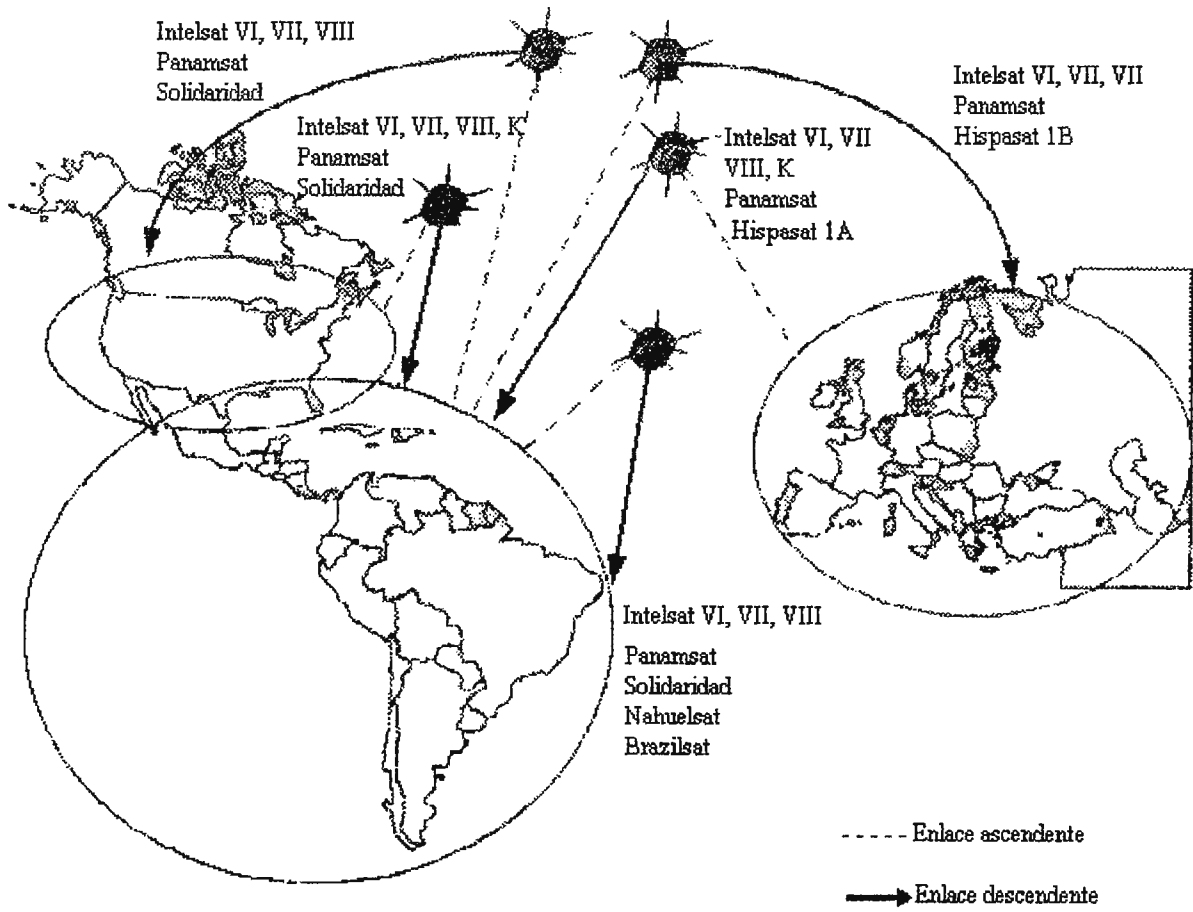 Intelsat VI, VII, VIII
Panamsat
Solidaridad
Intelsat VI, VII, VIII, K
Panamsat
Solidaridad
Intelsat VI, VII
VIII, K
Panamsat
Hispasat 1A
Intelsat VI, VII, VII
Panamsat
Hispasat 1B
Intelsat VI, VII, VIII
Panamsat
Solidaridad
Nahuelsat
Brazilsat
Enlace ascendente
Enlace descendente